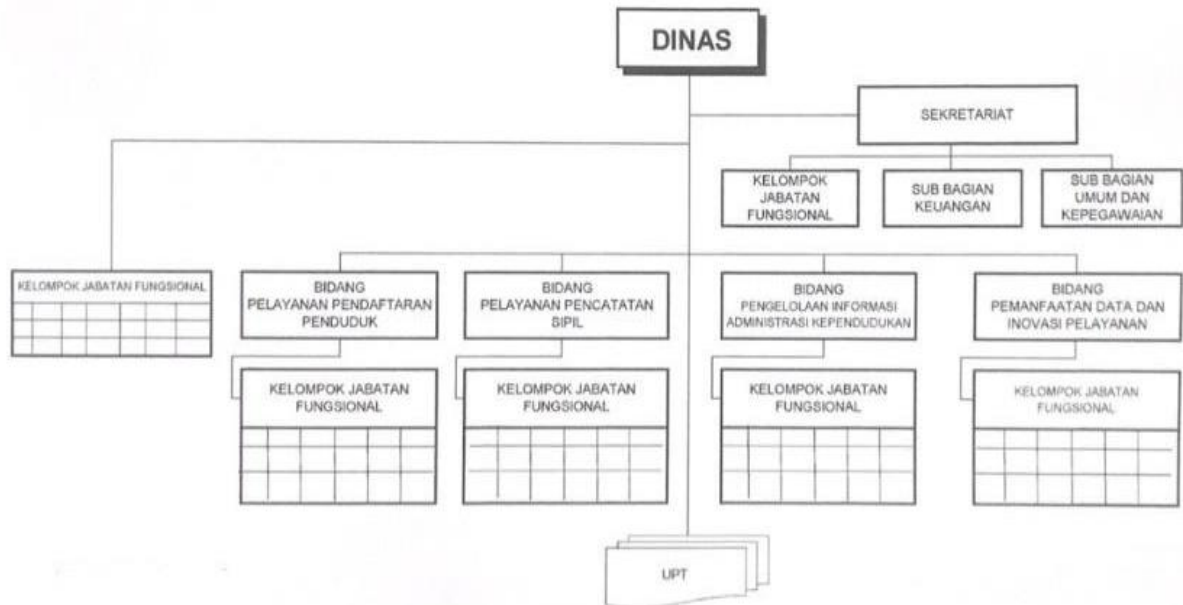 DINAS
SEKRETARIAT
KELOMPOK
JABATAN
FUNGSIONAL
SUB BAGIAN
KEUANGAN
SUB BAGIAN
UMUM DAN
KEPEGAWAIAN
KELOMPOK JABATAN FUNGSIONAL
BIDANG
PELAYANAN PENDAFTARAN
PENDUDUK
BIDANG
PELAYANAN PENCATATAN
SIPIL
BIDANG
PENGELOLAAN INFORMASI
ADMINISTRASI KEPENDUDUKAN
BIDANG
PEMANFAATAN DATA DAN
INOVASI PELAYANAN
KELOMPOK JABATAN
FUNGSIONAL
KELOMPOK JABATAN
FUNGSIONAL
KELOMPOK JABATAN
FUNGSIONAL
KELOMPOK JABATAN
FUNGSIONAL
UPT